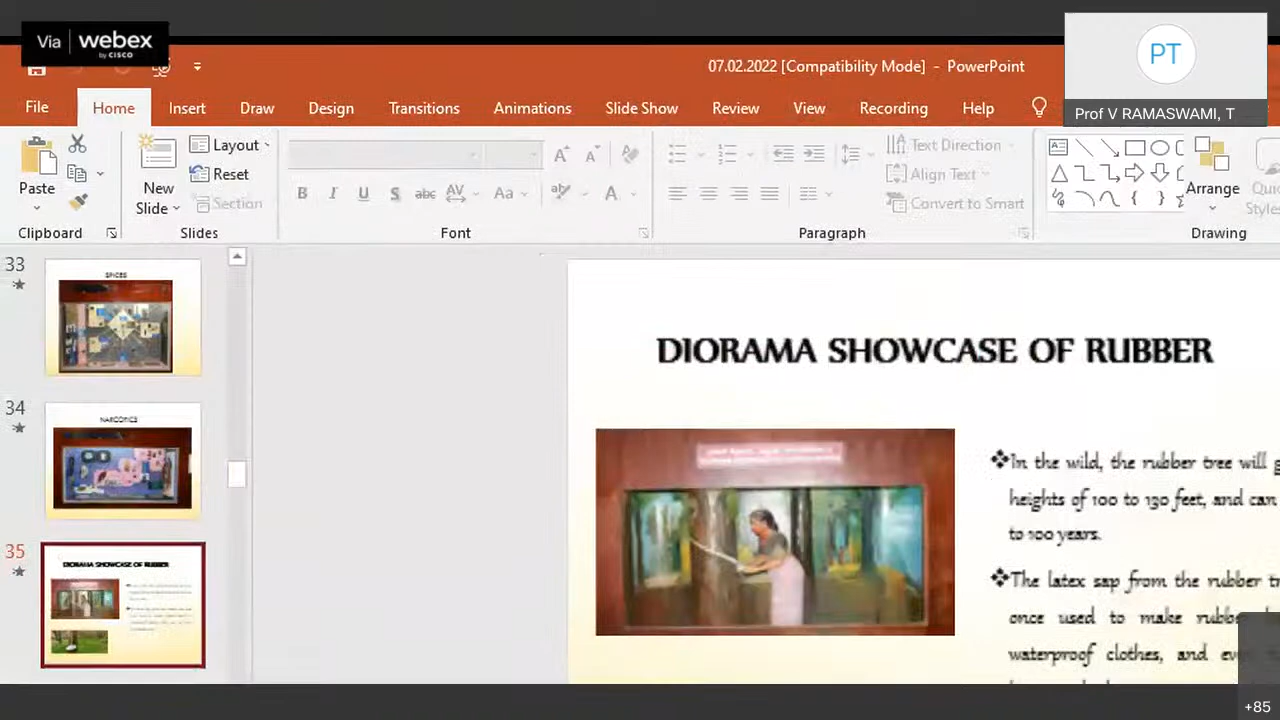 Via webex
by CISCO
07.02.2022 [Compatibility Mode] - PowerPoint
PT
Prof V RAMASWAMI, T
File Home Insert Draw Design Transitions Animations Slide Show Review View Recording Help
Paste
New Slide
Layout
Reset
Section
B I U S abc AV Aa A
Text Direction
Align Text
Convert to Smart
Arrange
Clipboard Slides Font Paragraph Drawing
33
SPICES
34
NARCOTICS
35
DIORAMA SHOWCASE OF RUBBER
DIORAMA SHOWCASE OF RUBBER
❖In the wild, the rubber tree will
heights of 100 to 130 feet, and can
to 100 years.
❖The latex sap from the rubber
once used to make
waterproof clothes, and
+85